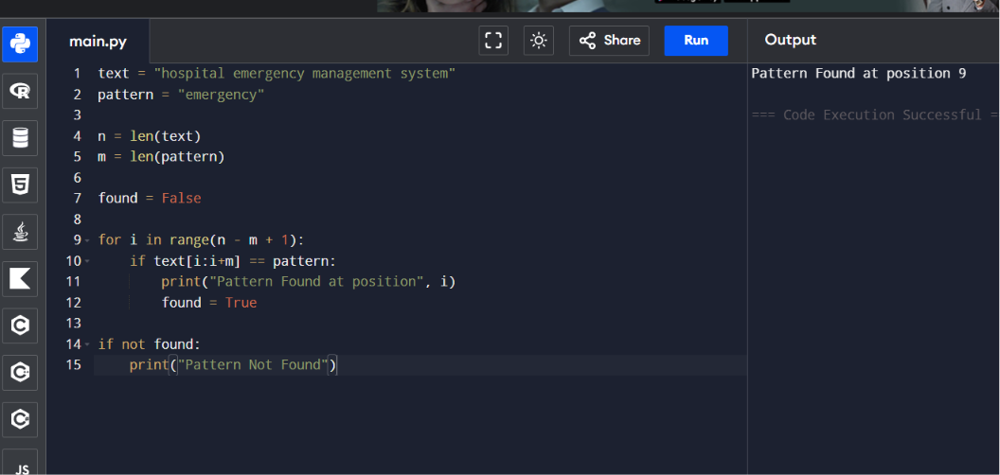 main.py
Share
Run
Output
1 text = "hospital emergency management system"
2 pattern = "emergency"
3
4 n = len(text)
5 m = len(pattern)
6
7 found = False
8
9 for i in range(n - m + 1):
10     if text[i:i+m] == pattern:
11         print("Pattern Found at position", i)
12         found = True
13
14 if not found:
15     print("Pattern Not Found")
Pattern Found at position 9
=== Code Execution Successful =
R
5
C
C
C
JS